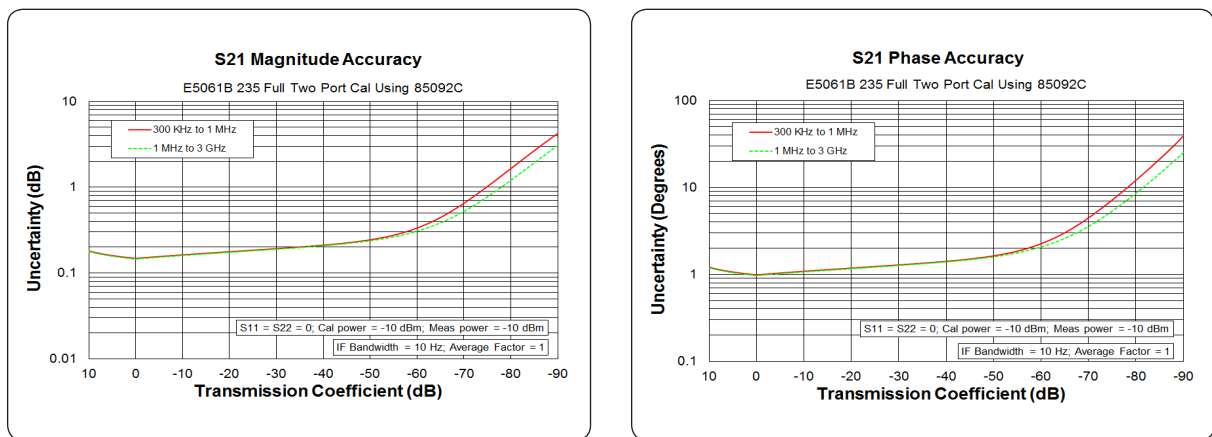 S21 Magnitude Accuracy
E5061B 235 Full Two Port Cal Using 85092C
10
1
0.1
0.01
Uncertainty (dB)
300 KHz to 1 MHz
1 MHz to 3 GHz
S11 = S22 = 0; Cal power = -10 dBm; Meas power = -10 dBm
IF Bandwidth = 10 Hz; Average Factor = 1
10 0 -10 -20 -30 -40 -50 -60 -70 -80 -90
Transmission Coefficient (dB)
S21 Phase Accuracy
E5061B 235 Full Two Port Cal Using 85092C
100
10
1
0.1
Uncertainty (Degrees)
300 KHz to 1 MHz
1 MHz to 3 GHz
S11 = S22 = 0; Cal power = -10 dBm; Meas power = -10 dBm
IF Bandwidth = 10 Hz; Average Factor = 1
10 0 -10 -20 -30 -40 -50 -60 -70 -80 -90
Transmission Coefficient (dB)